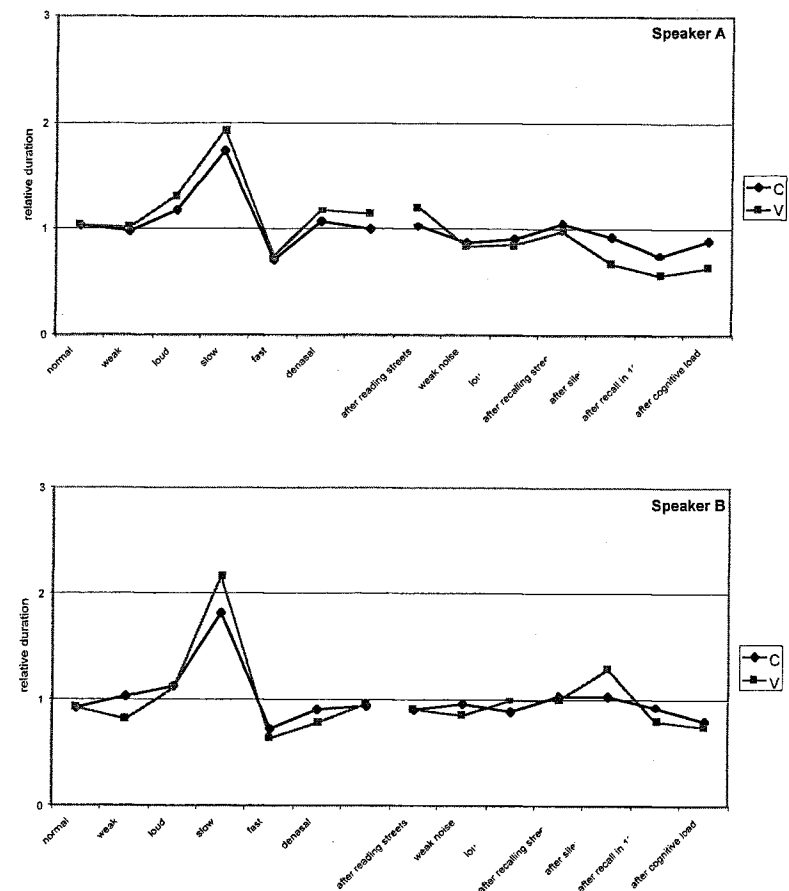 3
Speaker A
2
relative duration
C
V
1
0
normal
weak
loud
slow
fast
denasal
after reading streets
weak noise
after recalling
after
after recall in
after cognitive load
3
Speaker B
2
relative duration
C
V
1
0
normal
weak
loud
slow
fast
denasal
after reading streets
weak noise
after recalling
after
after recall in
after cognitive load